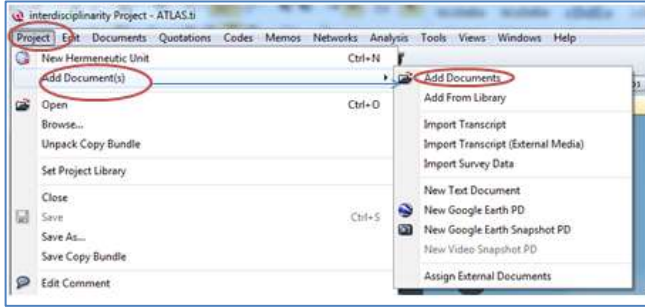 interdisciplinarity Project - ATLAS.ti
Project Edit Documents Quotations Codes Memos Networks Analysis Tools Views Windows Help
New Hermeneutic Unit Ctrl+N
Add Document(s)
Open Ctrl+O
Browse...
Unpack Copy Bundle
Set Project Library
Close
Save Ctrl+S
Save As...
Save Copy Bundle
Edit Comment
Add Documents
Add From Library
Import Transcript
Import Transcript (External Media)
Import Survey Data
New Text Document
New Google Earth PD
New Google Earth Snapshot PD
New Video Snapshot PD
Assign External Documents